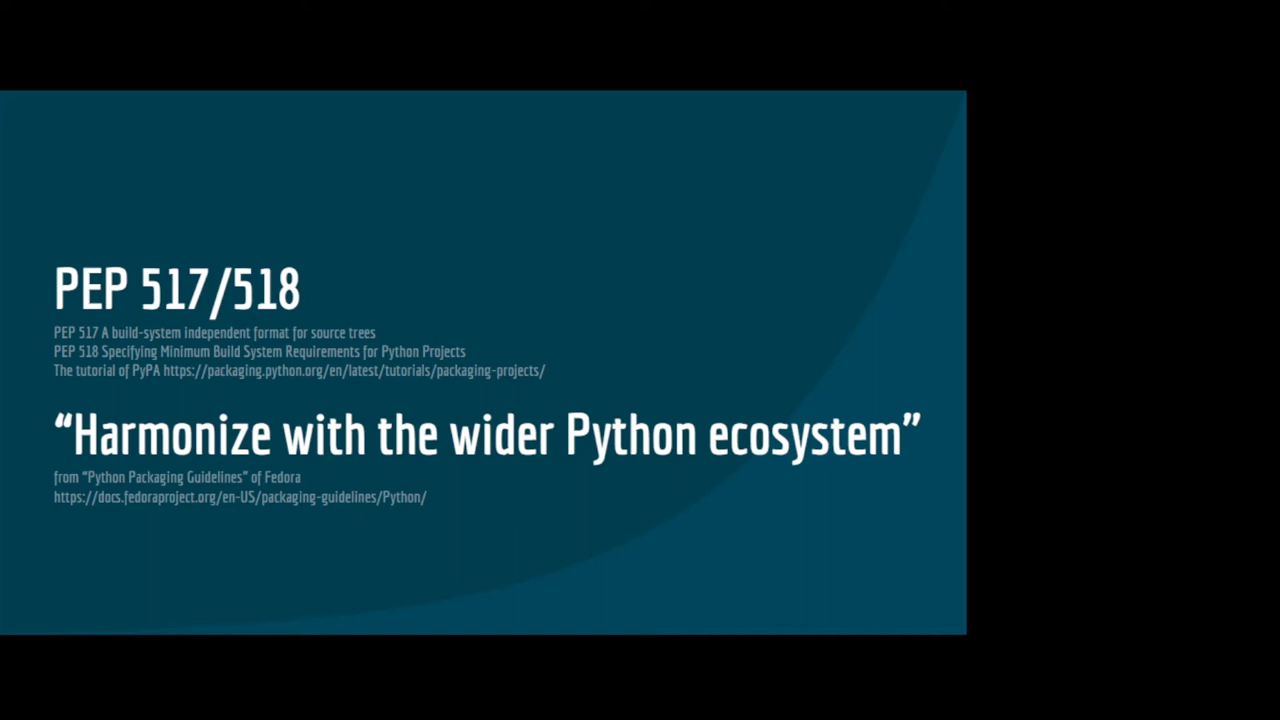 PEP 517/518
PEP 517 A build-system independent format for source trees
PEP 518 Specifying Minimum Build System Requirements for Python Projects
The tutorial of PyPA https://packaging.python.org/en/latest/tutorials/packaging-projects/
“Harmonize with the wider Python ecosystem”
from “Python Packaging Guidelines” of Fedora
https://docs.fedoraproject.org/en-US/packaging-guidelines/Python/